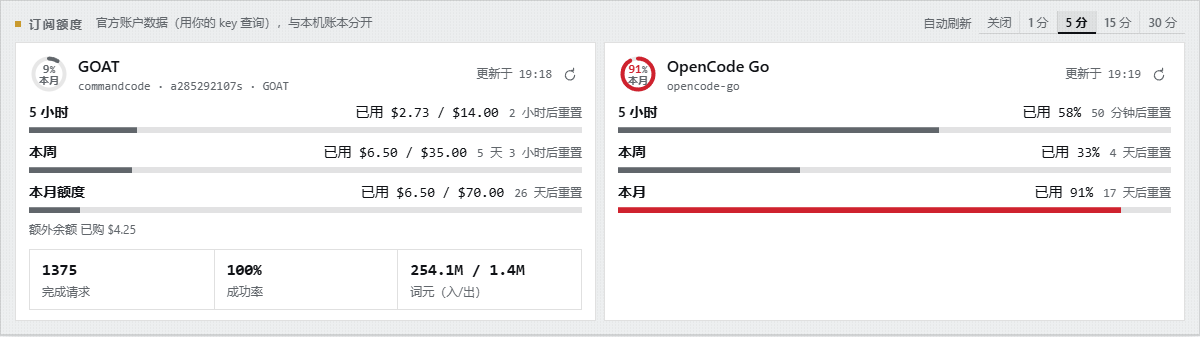 订阅额度 官方账户数据（用你的 key 查询），与本机账本分开 自动刷新 关闭 1 分 5 分 15 分 30 分
9% 本月
GOAT
commandcode · a285292107s · GOAT
更新于 19:18
5 小时 已用 $2.73 / $14.00 2 小时后重置
本周 已用 $6.50 / $35.00 5 天 3 小时后重置
本月额度 已用 $6.50 / $70.00 26 天后重置
额外余额 已购 $4.25
1375 100% 254.1M / 1.4M
完成请求 成功率 词元（入/出）
91% 本月
OpenCode Go
opencode-go
更新于 19:19
5 小时 已用 58% 50 分钟后重置
本周 已用 33% 4 天后重置
本月 已用 91% 17 天后重置